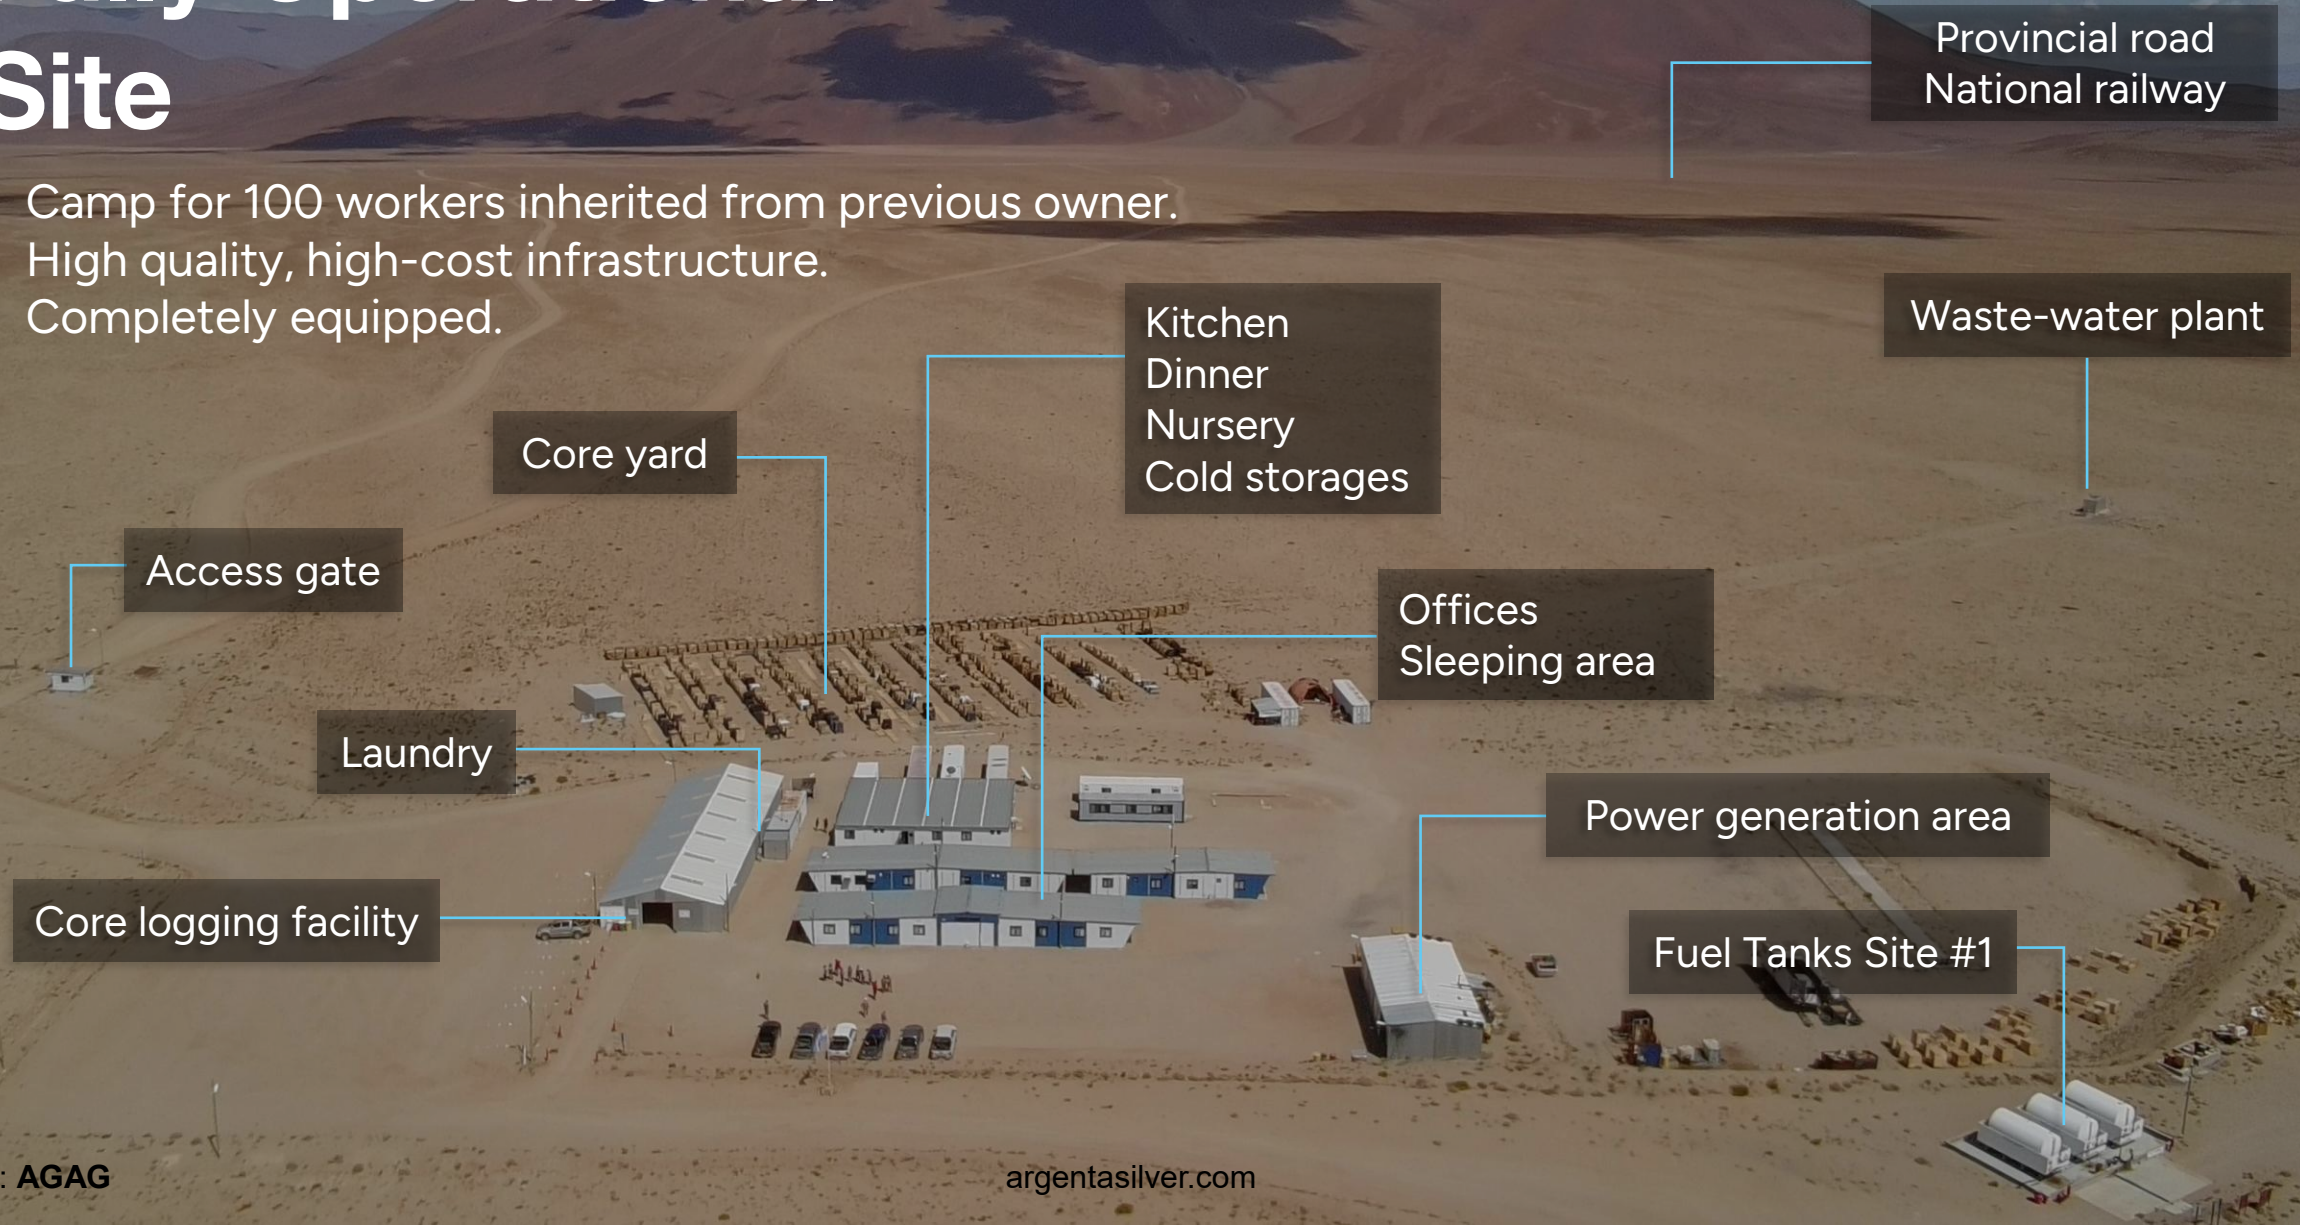 Fully Operational
Site
Camp for 100 workers inherited from previous owner.
High quality, high-cost infrastructure.
Completely equipped.
Provincial road
National railway
Waste-water plant
Kitchen
Dinner
Nursery
Cold storages
Core yard
Access gate
Offices
Sleeping area
Laundry
Power generation area
Core logging facility
Fuel Tanks Site #1
: AGAG
argentasilver.com